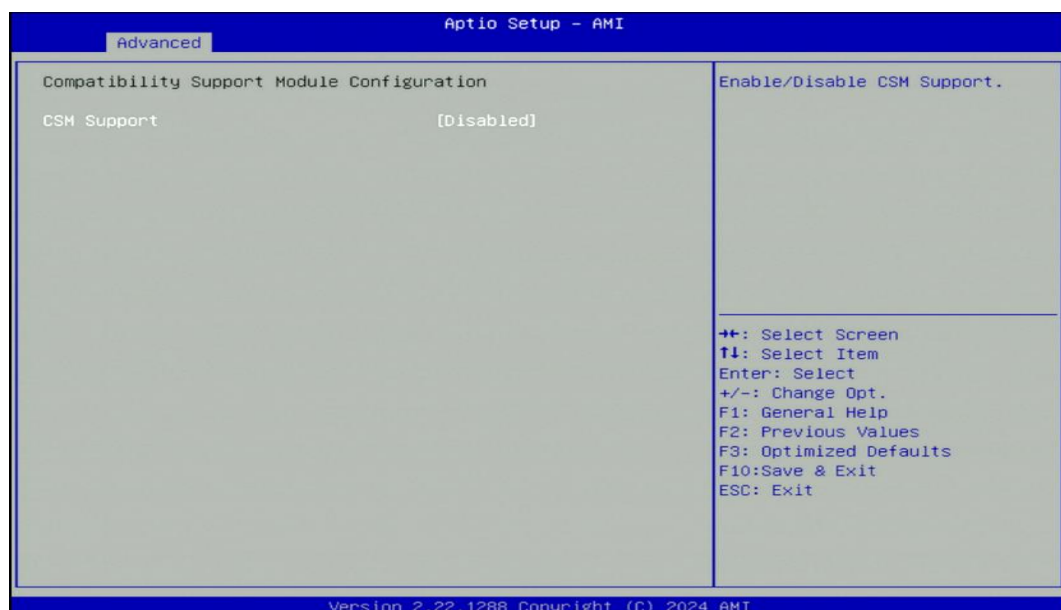 Aptio Setup – AMI
Advanced
Compatibility Support Module Configuration
CSM Support [Disabled]
Enable/Disable CSM Support.
→←: Select Screen
↑↓: Select Item
Enter: Select
+/-: Change Opt.
F1: General Help
F2: Previous Values
F3: Optimized Defaults
F10:Save & Exit
ESC: Exit
Version 2.22.1288 Copyright (C) 2024 AMI